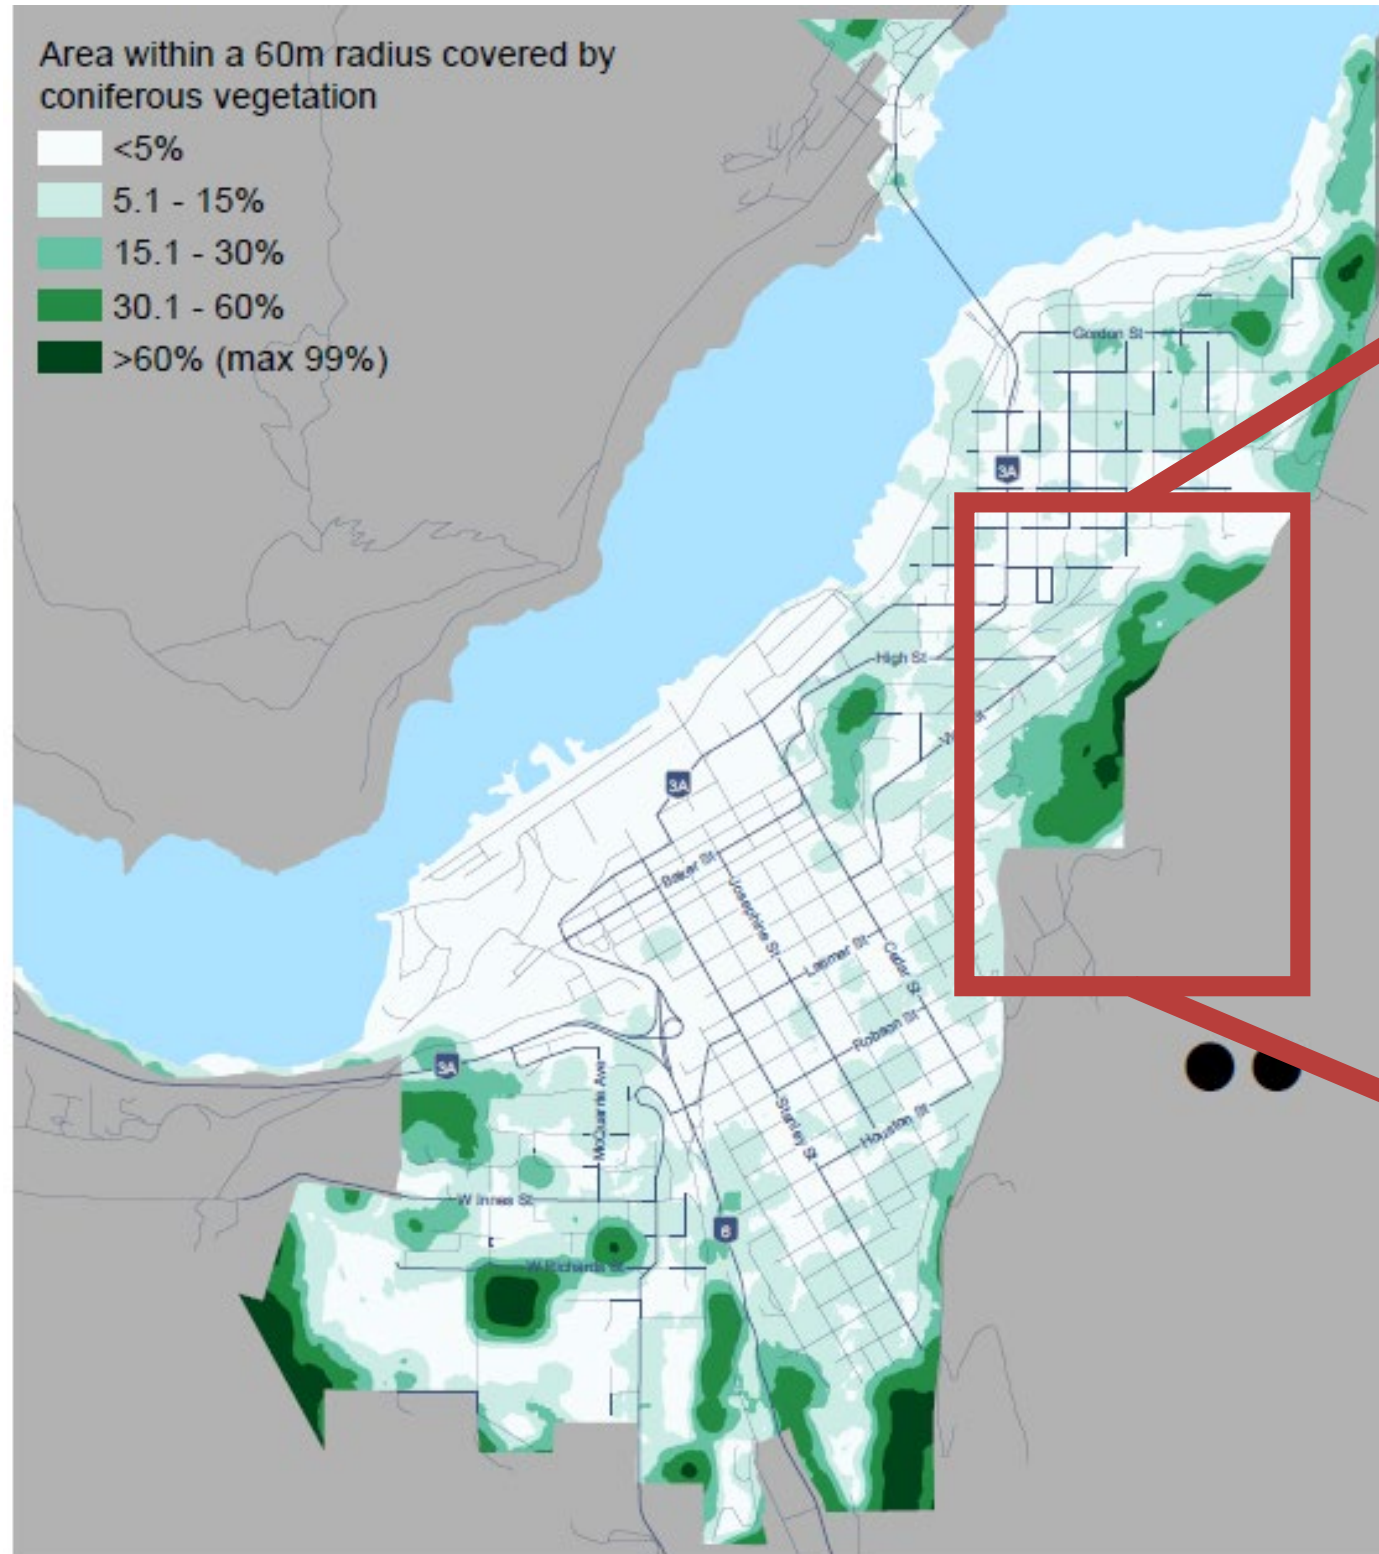 Area within a 60m radius covered by
coniferous vegetation
<5%
5.1 - 15%
15.1 - 30%
30.1 - 60%
>60% (max 99%)
Gordon St
3A
High St
3A
Baker St
Josephine St
Latimer St
Cedar St
Robson St
3A
McQuarrie Ave
Stanley St
Houston St
W Innes St
6
W Richards St